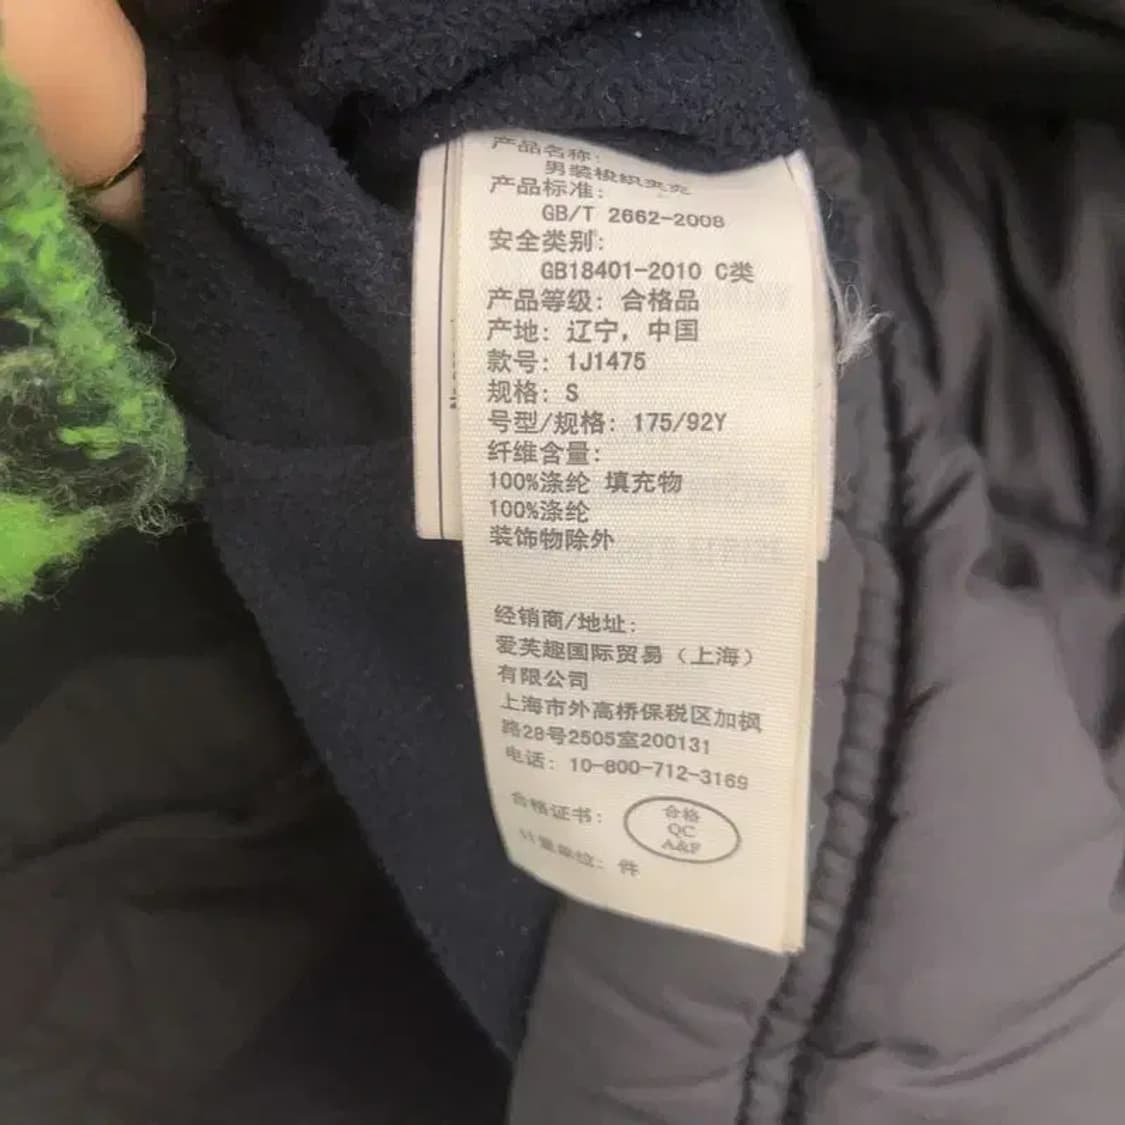 产品名称:
男装梭织夹克
产品标准:
GB/T 2662-2008
安全类别:
GB18401-2010 C类
产品等级: 合格品
产地: 辽宁, 中国
款号: 1J1475
规格: S
号型/规格: 175/92Y
纤维含量:
100%涤纶 填充物
100%涤纶
装饰物除外
经销商/地址:
爱芙趣国际贸易（上海）
有限公司
上海市外高桥保税区加枫
路28号2505室200131
电话: 10-800-712-3169
合格证书:
合格
QC
A&F
计量单位: 件